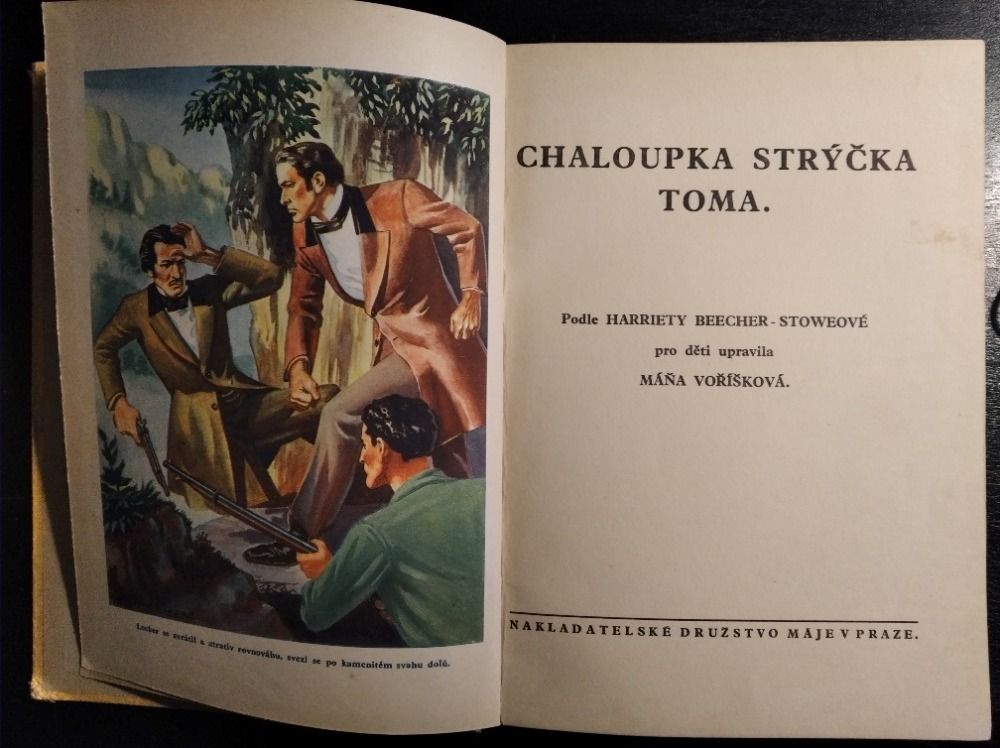 Locker se zvrátil a ztrativ rovnováhu, svezl se po kamenitém svahu dolů.
CHALOUPKA STRÝČKA
TOMA.
Podle HARRIETY BEECHER-STOWEOVÉ
pro děti upravila
MÁŇA VOŘÍŠKOVÁ.
NAKLADATELSKÉ DRUŽSTVO MÁJE V PRAZE.